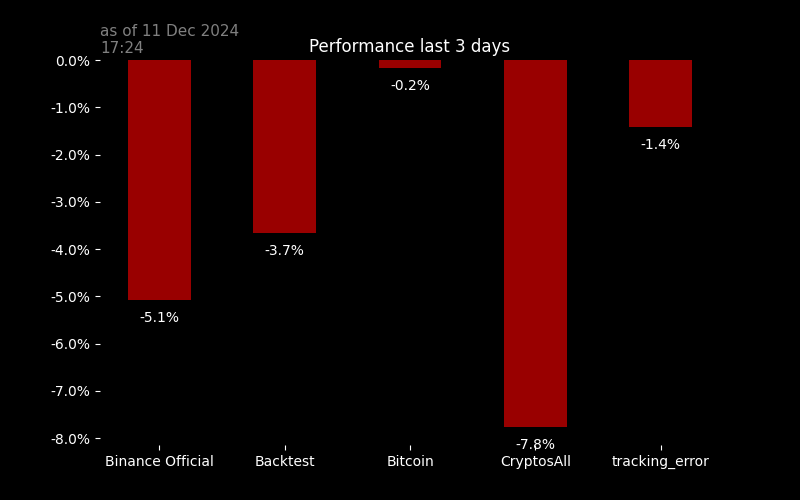 as of 11 Dec 2024
17:24
Performance last 3 days
0.0%
-1.0%
-2.0%
-3.0%
-4.0%
-5.0%
-6.0%
-7.0%
-8.0%
-5.1%
-3.7%
-0.2%
-7.8%
-1.4%
Binance Official
Backtest
Bitcoin
CryptosAll
tracking_error